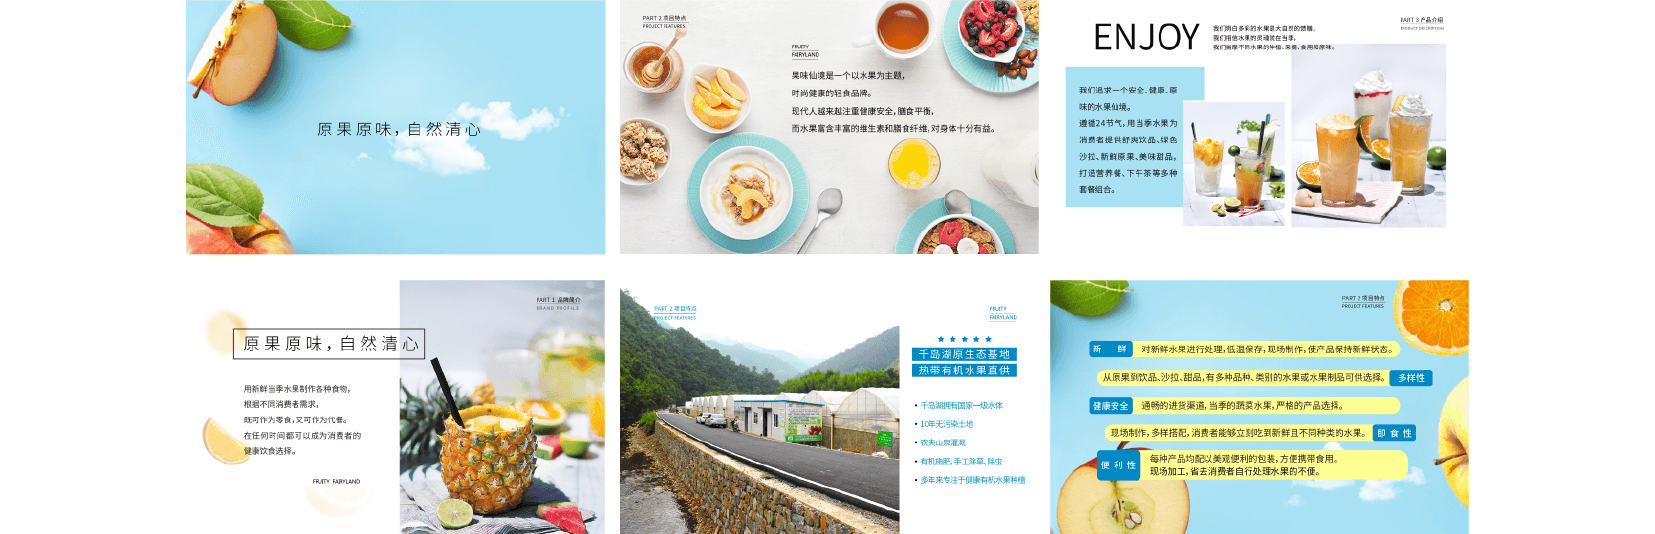 原果原味，自然清心
PART 2 项目特点
PROJECT FEATURES
FRUITY
FAIRYLAND
果味仙境是一个以水果为主题，
时尚健康的轻食品牌。
现代人越来越注重健康安全，膳食平衡，
而水果富含丰富的维生素和膳食纤维，对身体十分有益。
ENJOY
我们明白多彩的水果是大自然的馈赠，
我们相信水果的灵魂就在当季，
PART 3 产品介绍
PRODUCT DESCRIPTION
我们追求一个安全、健康、原
味的水果仙境。
遵循24节气，用当季水果为
消费者提供舒爽饮品、绿色
沙拉、新鲜原果、美味甜品，
打造营养餐、下午茶等多种
套餐组合。
PART 1 品牌简介
BRAND PROFILE
原果原味，自然清心
用新鲜当季水果制作各种食物，
根据不同消费者需求，
既可作为零食，又可作为代餐。
在任何时间都可以成为消费者的
健康饮食选择。
FRUITY FAIRYLAND
PART 2 项目特点
PROJECT FEATURES
FRUITY
FAIRYLAND
千岛湖原生态基地
热带有机水果直供
• 千岛湖拥有国家一级水体
• 10年无污染土地
• 农夫山泉灌溉
• 有机施肥，手工除草、除虫
• 多年来专注于健康有机水果种植
PART 2 项目特点
PROJECT FEATURES
新 鲜 对新鲜水果进行处理，低温保存，现场制作，使产品保持新鲜状态。
从原果到饮品、沙拉、甜品，有多种品种、类别的水果或水果制品可供选择。 多样性
健康安全 通畅的进货渠道，当季的蔬菜水果，严格的产品选择。
现场制作，多样搭配，消费者能够立刻吃到新鲜且不同种类的水果。 即食性
便利性 每种产品均配以美观便利的包装，方便携带食用。
现场加工，省去消费者自行处理水果的不便。